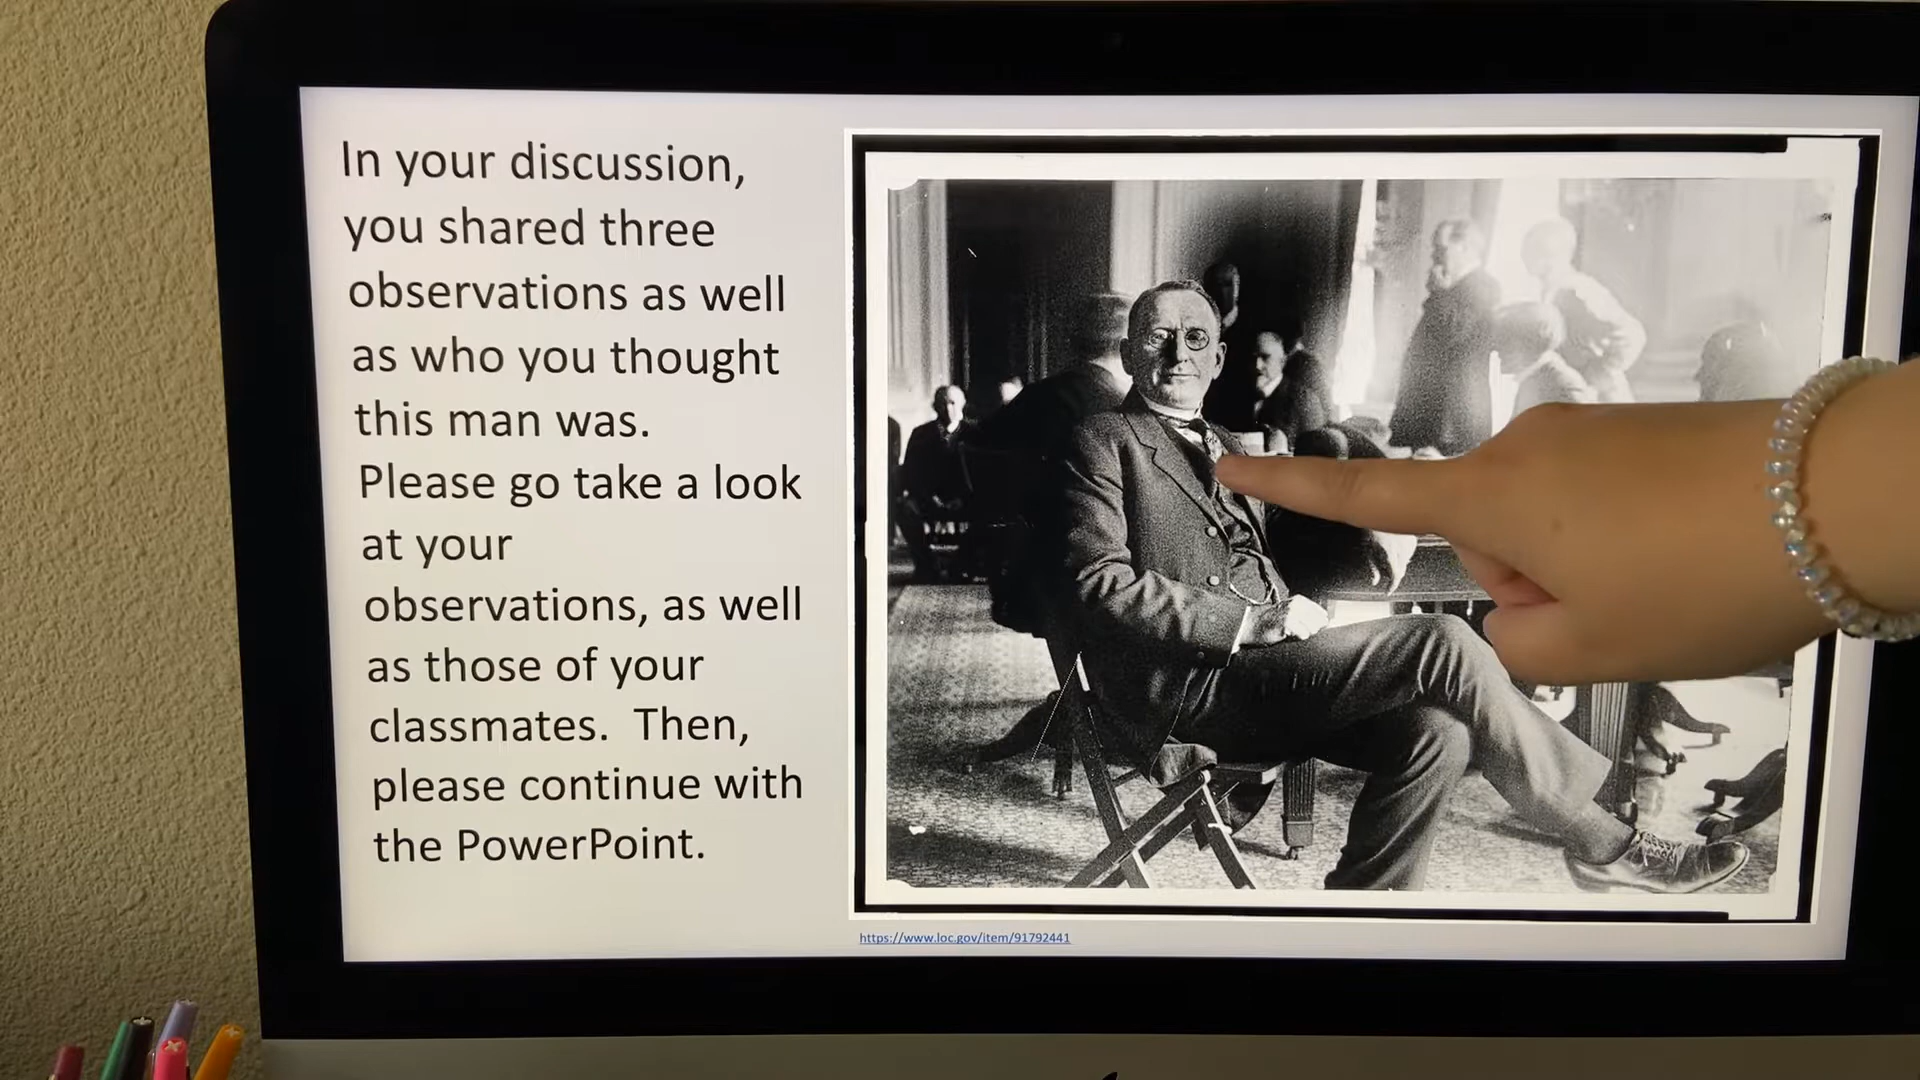 In your discussion,
you shared three
observations as well
as who you thought
this man was.
Please go take a look
at your
observations, as well
as those of your
classmates. Then,
please continue with
the PowerPoint.
https://www.loc.gov/item/91792441